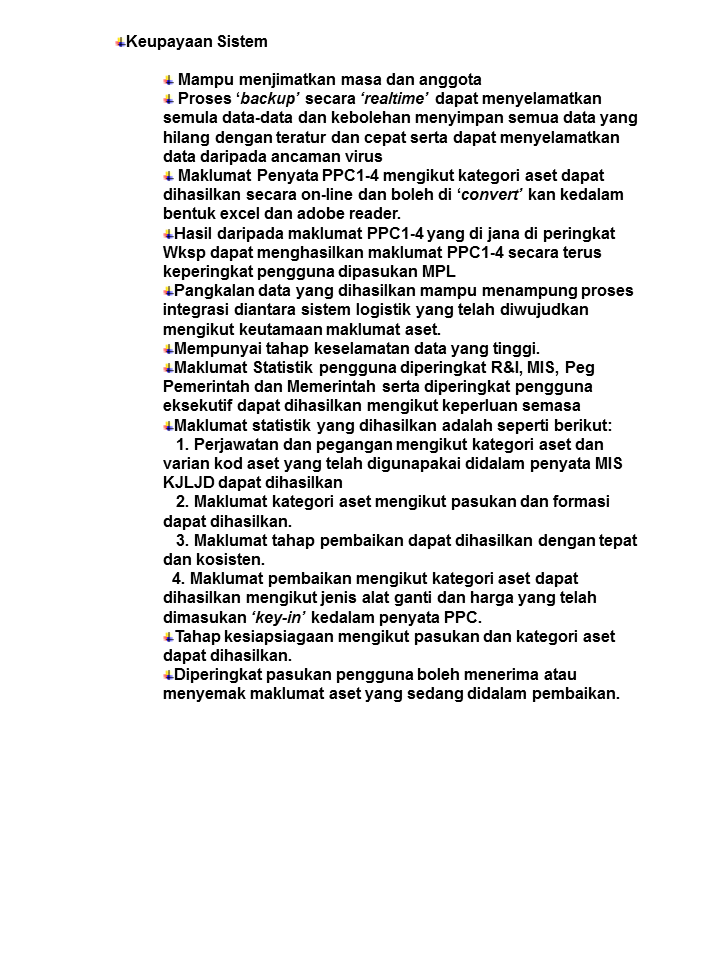 Keupayaan Sistem
Mampu menjimatkan masa dan anggota
Proses ‘backup’ secara ‘realtime’ dapat menyelamatkan
semula data-data dan kebolehan menyimpan semua data yang
hilang dengan teratur dan cepat serta dapat menyelamatkan
data daripada ancaman virus
Maklumat Penyata PPC1-4 mengikut kategori aset dapat
dihasilkan secara on-line dan boleh di ‘convert’ kan kedalam
bentuk excel dan adobe reader.
Hasil daripada maklumat PPC1-4 yang di jana di peringkat
Wksp dapat menghasilkan maklumat PPC1-4 secara terus
keperingkat pengguna dipasukan MPL
Pangkalan data yang dihasilkan mampu menampung proses
integrasi diantara sistem logistik yang telah diwujudkan
mengikut keutamaan maklumat aset.
Mempunyai tahap keselamatan data yang tinggi.
Maklumat Statistik pengguna diperingkat R&I, MIS, Peg
Pemerintah dan Memerintah serta diperingkat pengguna
eksekutif dapat dihasilkan mengikut keperluan semasa
Maklumat statistik yang dihasilkan adalah seperti berikut:
1. Perjawatan dan pegangan mengikut kategori aset dan
varian kod aset yang telah digunapakai didalam penyata MIS
KJLJD dapat dihasilkan
2. Maklumat kategori aset mengikut pasukan dan formasi
dapat dihasilkan.
3. Maklumat tahap pembaikan dapat dihasilkan dengan tepat
dan kosisten.
4. Maklumat pembaikan mengikut kategori aset dapat
dihasilkan mengikut jenis alat ganti dan harga yang telah
dimasukan ‘key-in’ kedalam penyata PPC.
Tahap kesiapsiagaan mengikut pasukan dan kategori aset
dapat dihasilkan.
Diperingkat pasukan pengguna boleh menerima atau
menyemak maklumat aset yang sedang didalam pembaikan.